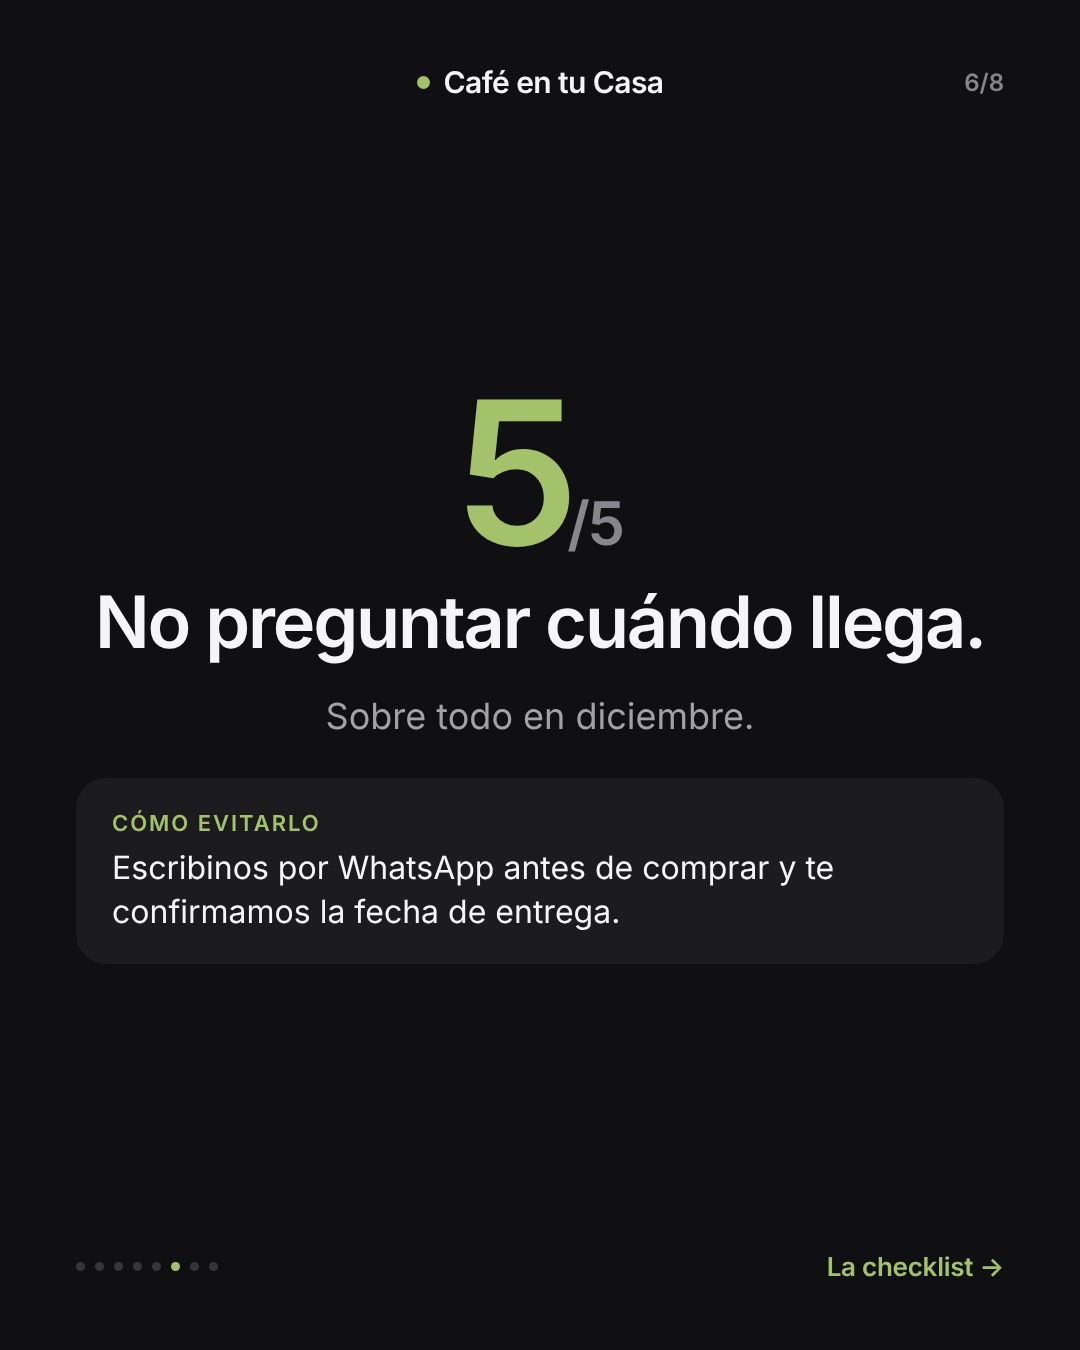 Café en tu Casa
6/8
5/5
No preguntar cuándo llega.
Sobre todo en diciembre.
CÓMO EVITARLO
Escribinos por WhatsApp antes de comprar y te
confirmamos la fecha de entrega.
La checklist →